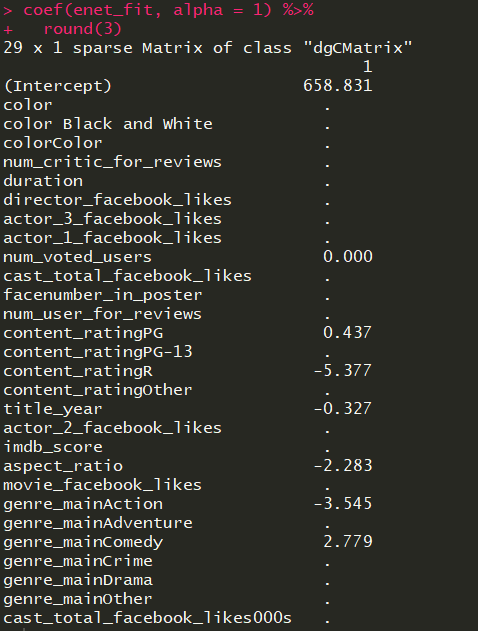 > coef(enet_fit, alpha = 1) %>%
+   round(3)
29 x 1 sparse Matrix of class "dgCMatrix"
                                  1
(Intercept)                 658.831
color                         .
color Black and White         .
colorColor                    .
num_critic_for_reviews        .
duration                      .
director_facebook_likes       .
actor_3_facebook_likes        .
actor_1_facebook_likes        .
num_voted_users               0.000
cast_total_facebook_likes     .
facenumber_in_poster          .
num_user_for_reviews          .
content_ratingPG              0.437
content_ratingPG-13           .
content_ratingR              -5.377
content_ratingOther           .
title_year                   -0.327
actor_2_facebook_likes        .
imdb_score                    .
aspect_ratio                 -2.283
movie_facebook_likes          .
genre_mainAction             -3.545
genre_mainAdventure           .
genre_mainComedy              2.779
genre_mainCrime               .
genre_mainDrama               .
genre_mainOther               .
cast_total_facebook_likes000s .